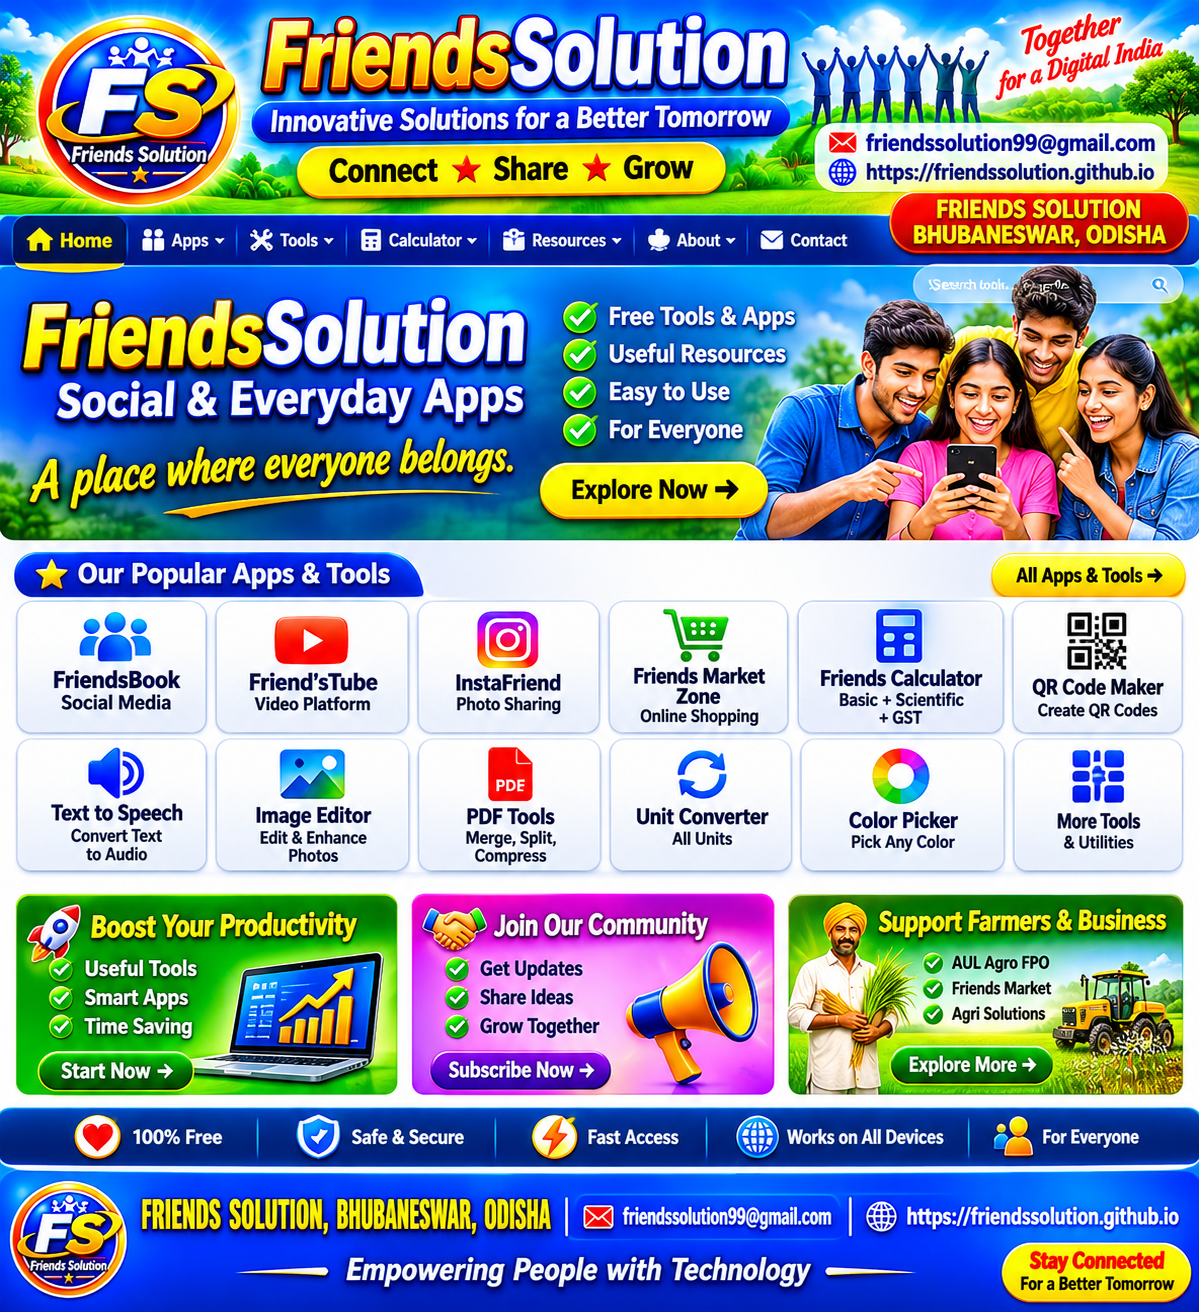 FS
Friends Solution
FriendsSolution
Innovative Solutions for a Better Tomorrow
Connect ★ Share ★ Grow
Together
for a Digital India
friendssolution99@gmail.com
https://friendssolution.github.io
FRIENDS SOLUTION
BHUBANESWAR, ODISHA
Home
Apps
Tools
Calculator
Resources
About
Contact
FriendsSolution
Social & Everyday Apps
A place where everyone belongs.
Free Tools & Apps
Useful Resources
Easy to Use
For Everyone
Explore Now →
Our Popular Apps & Tools
All Apps & Tools →
FriendsBook
Social Media
Friend'sTube
Video Platform
InstaFriend
Photo Sharing
Friends Market
Zone
Online Shopping
Friends Calculator
Basic + Scientific
+ GST
QR Code Maker
Create QR Codes
Text to Speech
Convert Text
to Audio
Image Editor
Edit & Enhance
Photos
PDE
PDF Tools
Merge, Split,
Compress
Unit Converter
All Units
Color Picker
Pick Any Color
More Tools
& Utilities
Boost Your Productivity
Useful Tools
Smart Apps
Time Saving
Start Now →
Join Our Community
Get Updates
Share Ideas
Grow Together
Subscribe Now →
Support Farmers & Business
AUL Agro FPO
Friends Market
Agri Solutions
Explore More →
100% Free
Safe & Secure
Fast Access
Works on All Devices
For Everyone
FS
Friends Solution
FRIENDS SOLUTION, BHUBANESWAR, ODISHA
friendssolution99@gmail.com
https://friendssolution.github.io
Empowering People with Technology
Stay Connected
For a Better Tomorrow